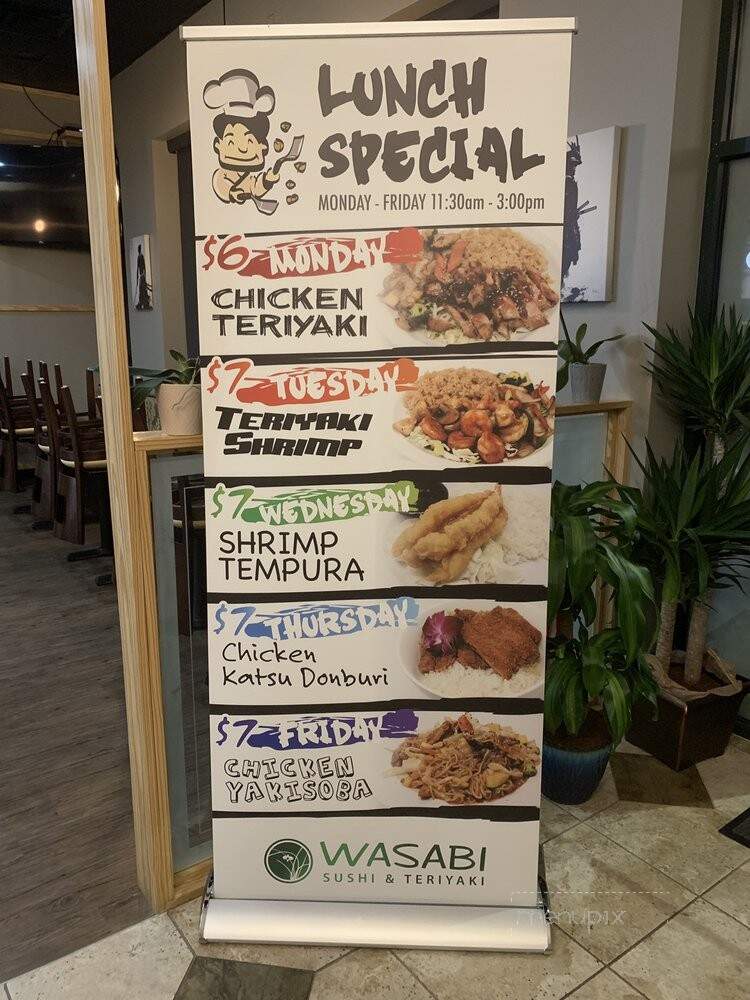 LUNCH
SPECIAL
MONDAY - FRIDAY 11:30am - 3:00pm
$6 MONDAY
CHICKEN
TERIYAKI
$7 TUESDAY
TERIYAKI
SHRIMP
$7 WEDNESDAY
SHRIMP
TEMPURA
$7 THURSDAY
Chicken
Katsu Donburi
$7 FRIDAY
CHICKEN
YAKISOBA
WASABI
SUSHI & TERIYAKI
menupix